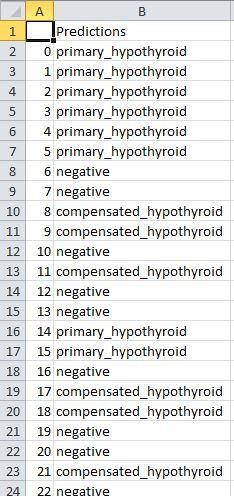 A B
1 Predictions
2 0 primary_hypothyroid
3 1 primary_hypothyroid
4 2 primary_hypothyroid
5 3 primary_hypothyroid
6 4 primary_hypothyroid
7 5 primary_hypothyroid
8 6 negative
9 7 negative
10 8 compensated_hypothyroid
11 9 compensated_hypothyroid
12 10 negative
13 11 compensated_hypothyroid
14 12 negative
15 13 negative
16 14 primary_hypothyroid
17 15 primary_hypothyroid
18 16 negative
19 17 compensated_hypothyroid
20 18 compensated_hypothyroid
21 19 negative
22 20 negative
23 21 compensated_hypothyroid
24 22 negative